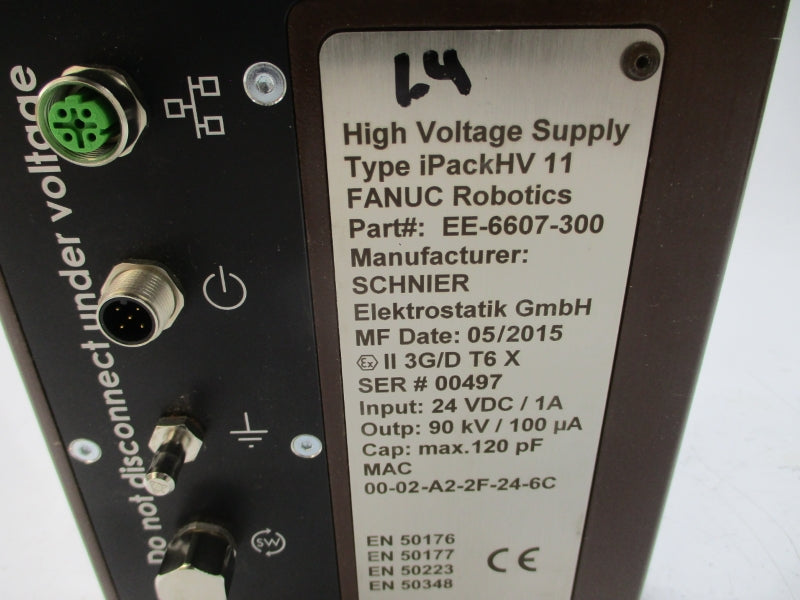 L4
High Voltage Supply
Type iPackHV 11
FANUC Robotics
Part#: EE-6607-300
Manufacturer:
SCHNIER
Elektrostatik GmbH
MF Date: 05/2015
Ex II 3G/D T6 X
SER # 00497
Input: 24 VDC / 1A
Outp: 90 kV / 100 µA
Cap: max.120 pF
MAC
00-02-A2-2F-24-6C
EN 50176
EN 50177
EN 50223
EN 50348
CE
Do not disconnect under voltage
SW